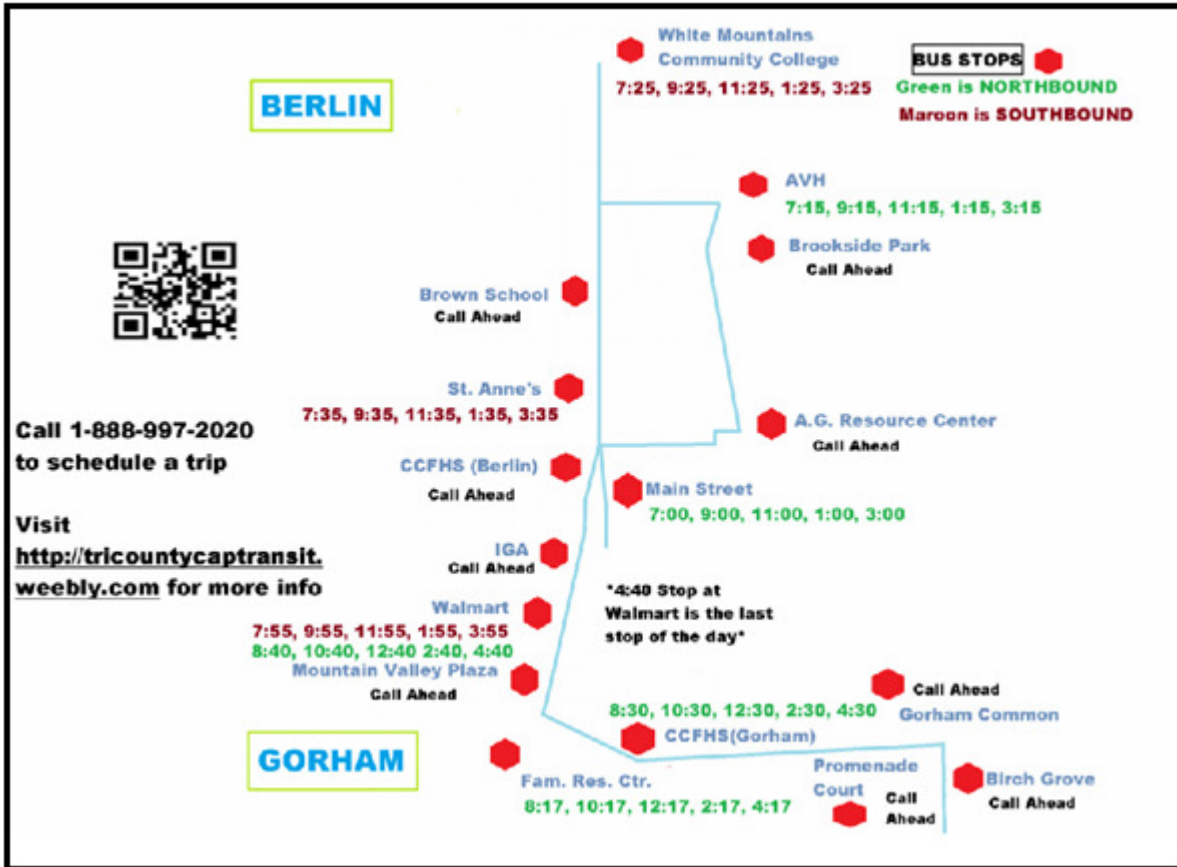 White Mountains
Community College
7:25, 9:25, 11:25, 1:25, 3:25
BUS STOPS
Green is NORTHBOUND
Maroon is SOUTHBOUND
BERLIN
AVH
7:15, 9:15, 11:15, 1:15, 3:15
Brookside Park
Call Ahead
Brown School
Call Ahead
St. Anne's
7:35, 9:35, 11:35, 1:35, 3:35
A.G. Resource Center
Call Ahead
Call 1-888-997-2020
to schedule a trip
CCFHS (Berlin)
Call Ahead
Main Street
7:00, 9:00, 11:00, 1:00, 3:00
Visit
http://tricountycaptransit.
weebly.com for more info
IGA
Call Ahead
*4:40 Stop at
Walmart is the last
stop of the day*
Walmart
7:55, 9:55, 11:55, 1:55, 3:55
8:40, 10:40, 12:40 2:40, 4:40
Mountain Valley Plaza
Call Ahead
Call Ahead
Gorham Common
8:30, 10:30, 12:30, 2:30, 4:30
CCFHS(Gorham)
GORHAM
Fam. Res. Ctr.
8:17, 10:17, 12:17, 2:17, 4:17
Promenade
Court
Call
Ahead
Birch Grove
Call Ahead